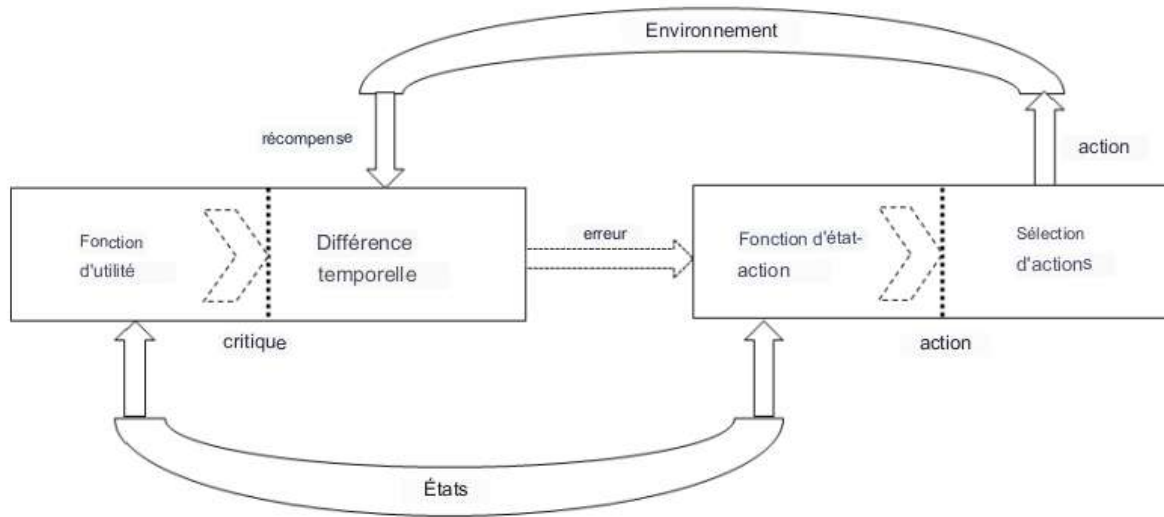 Environnement
récompense
action
Fonction
d'utilité
Différence
temporelle
erreur
Fonction d'état-
action
Sélection
d'actions
critique
action
États